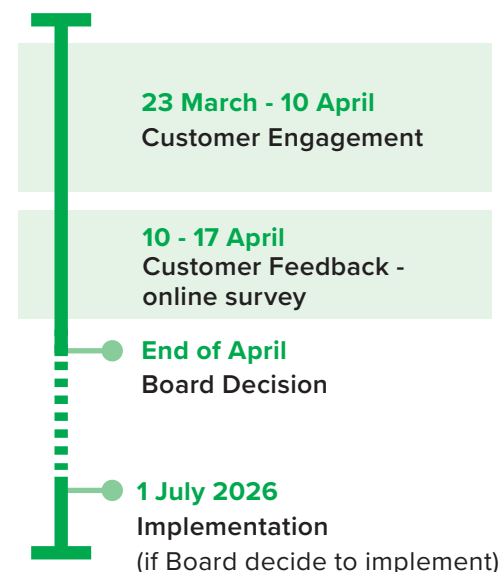 23 March - 10 April
Customer Engagement
10 - 17 April
Customer Feedback -
online survey
End of April
Board Decision
1 July 2026
Implementation
(if Board decide to implement)